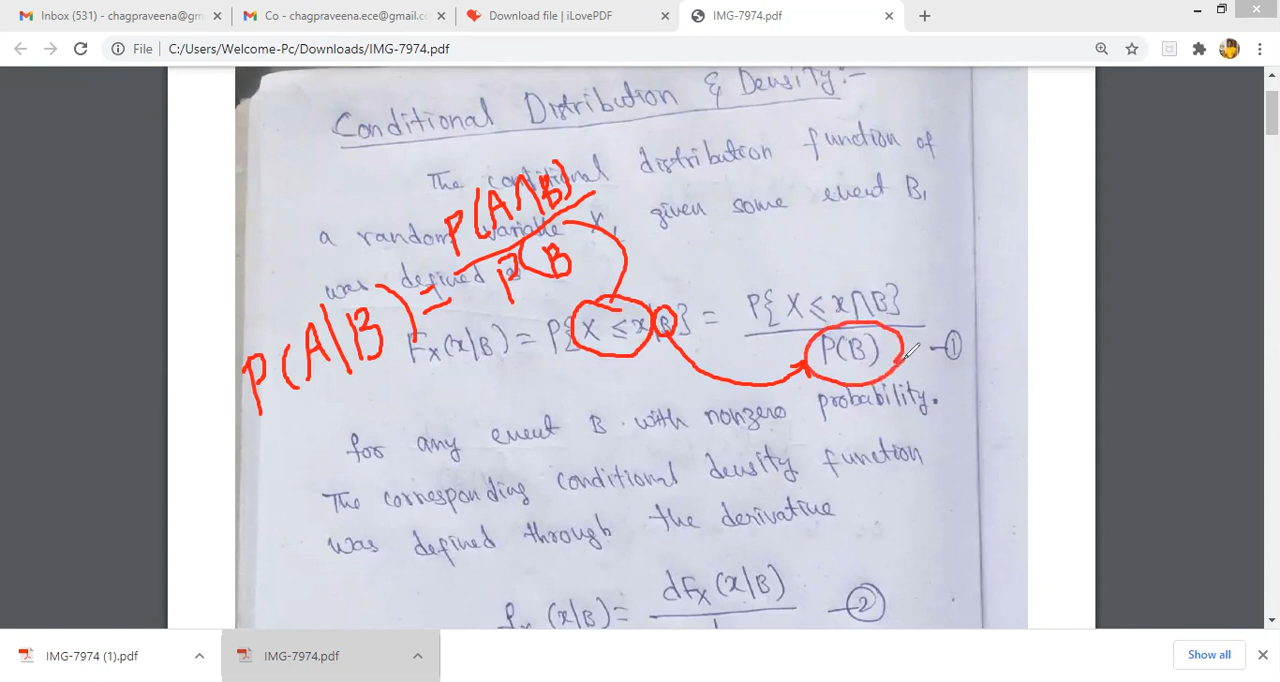 Inbox (531) - chagpraveena@gm
Co - chagpraveena.ece@gmail.c
Download file | iLovePDF
IMG-7974.pdf
File C:/Users/Welcome-Pc/Downloads/IMG-7974.pdf
Conditional Distribution & Density:-
The conditional distribution function of
a random variable X, given some event B,
was defined as
F_X(x|B) = P{X ≤ x|B} = P{X ≤ x ∩ B} / P(B) -①
P(A|B) = P(A∩B) / P B
for any event B with nonzero probability.
The corresponding conditional density function
was defined through the derivative
f_X(x|B) = dF_X(x|B) -②
IMG-7974 (1).pdf
IMG-7974.pdf
Show all